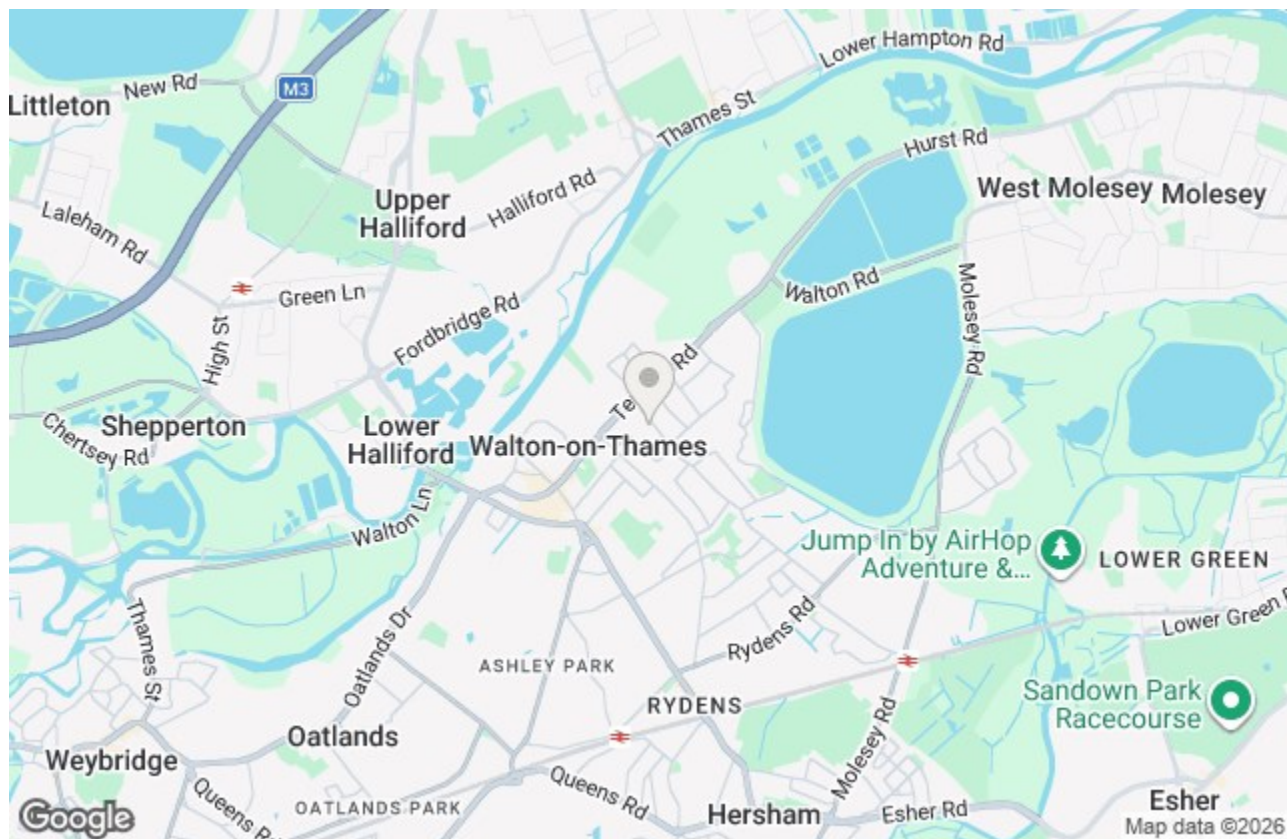 Lower Hampton Rd
New Rd
M3
Littleton
Thames St
Hurst Rd
Upper
Halliford
Halliford Rd
West Molesey
Molesey
Laleham Rd
Green Ln
Walton Rd
Molesey Rd
Fordbridge Rd
High St
Rd
Shepperton
Chertsey Rd
Lower
Halliford
Walton-on-Thames
Walton Ln
Jump In by AirHop
Adventure &...
LOWER GREEN
Thames St
Oatlands Dr
Rydens Rd
Lower Green
ASHLEY PARK
RYDENS
Sandown Park
Racecourse
Molesey Rd
Oatlands
Weybridge
Queens Rd
OATLANDS PARK
Queens Rd
Hersham
Esher Rd
Esher
Google
Map data ©2026